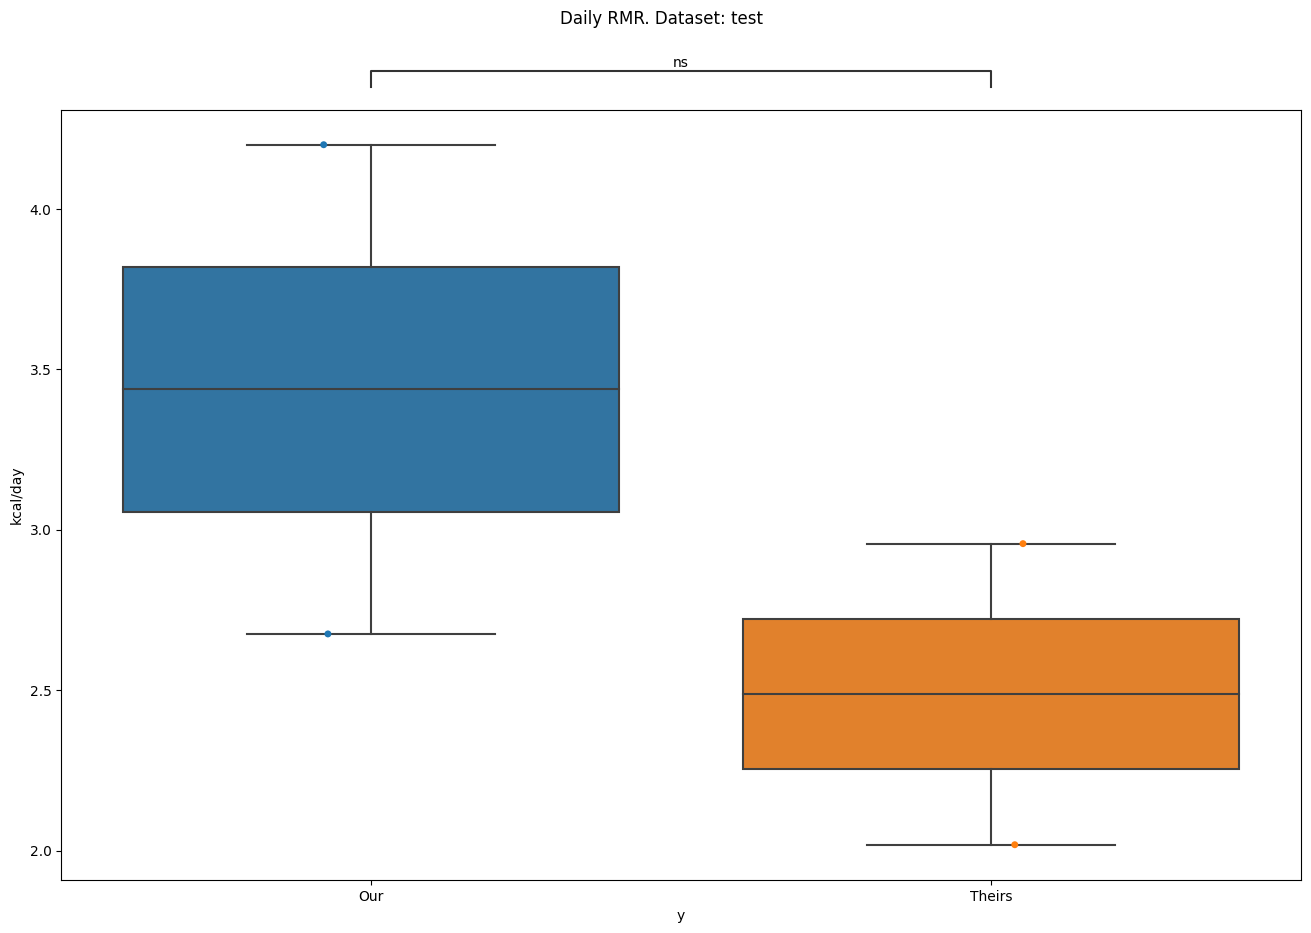 Daily RMR. Dataset: test
ns
kcal/day
4.0
3.5
3.0
2.5
2.0
Our
Theirs
y